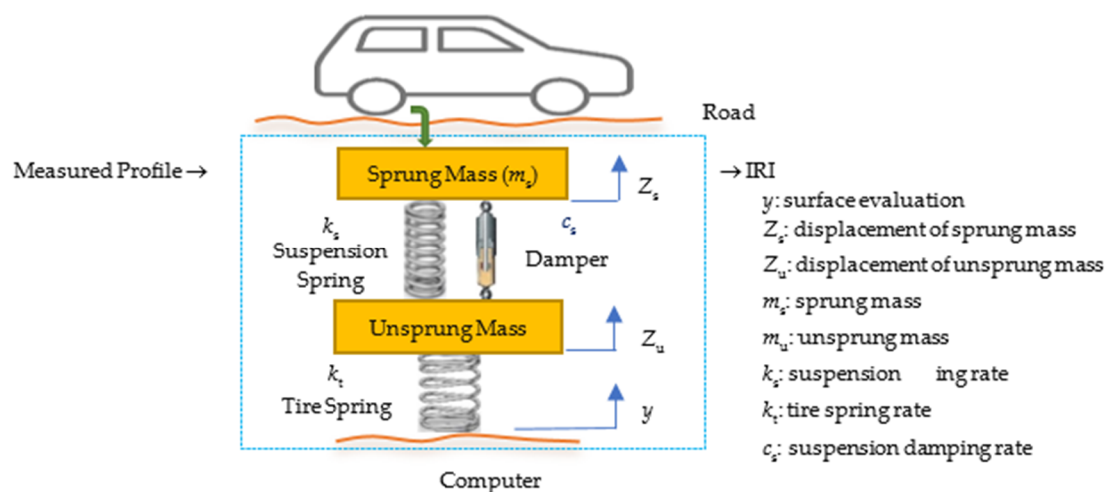 Road
Measured Profile →
Sprung Mass (mₛ)
Zₛ
→ IRI
kₛ
Suspension
Spring
cₛ
Damper
Unsprung Mass
Zᵤ
kₜ
Tire Spring
y
Computer
y: surface evaluation
Zₛ: displacement of sprung mass
Zᵤ: displacement of unsprung mass
mₛ: sprung mass
mᵤ: unsprung mass
kₛ: suspension ing rate
kₜ: tire spring rate
cₛ: suspension damping rate